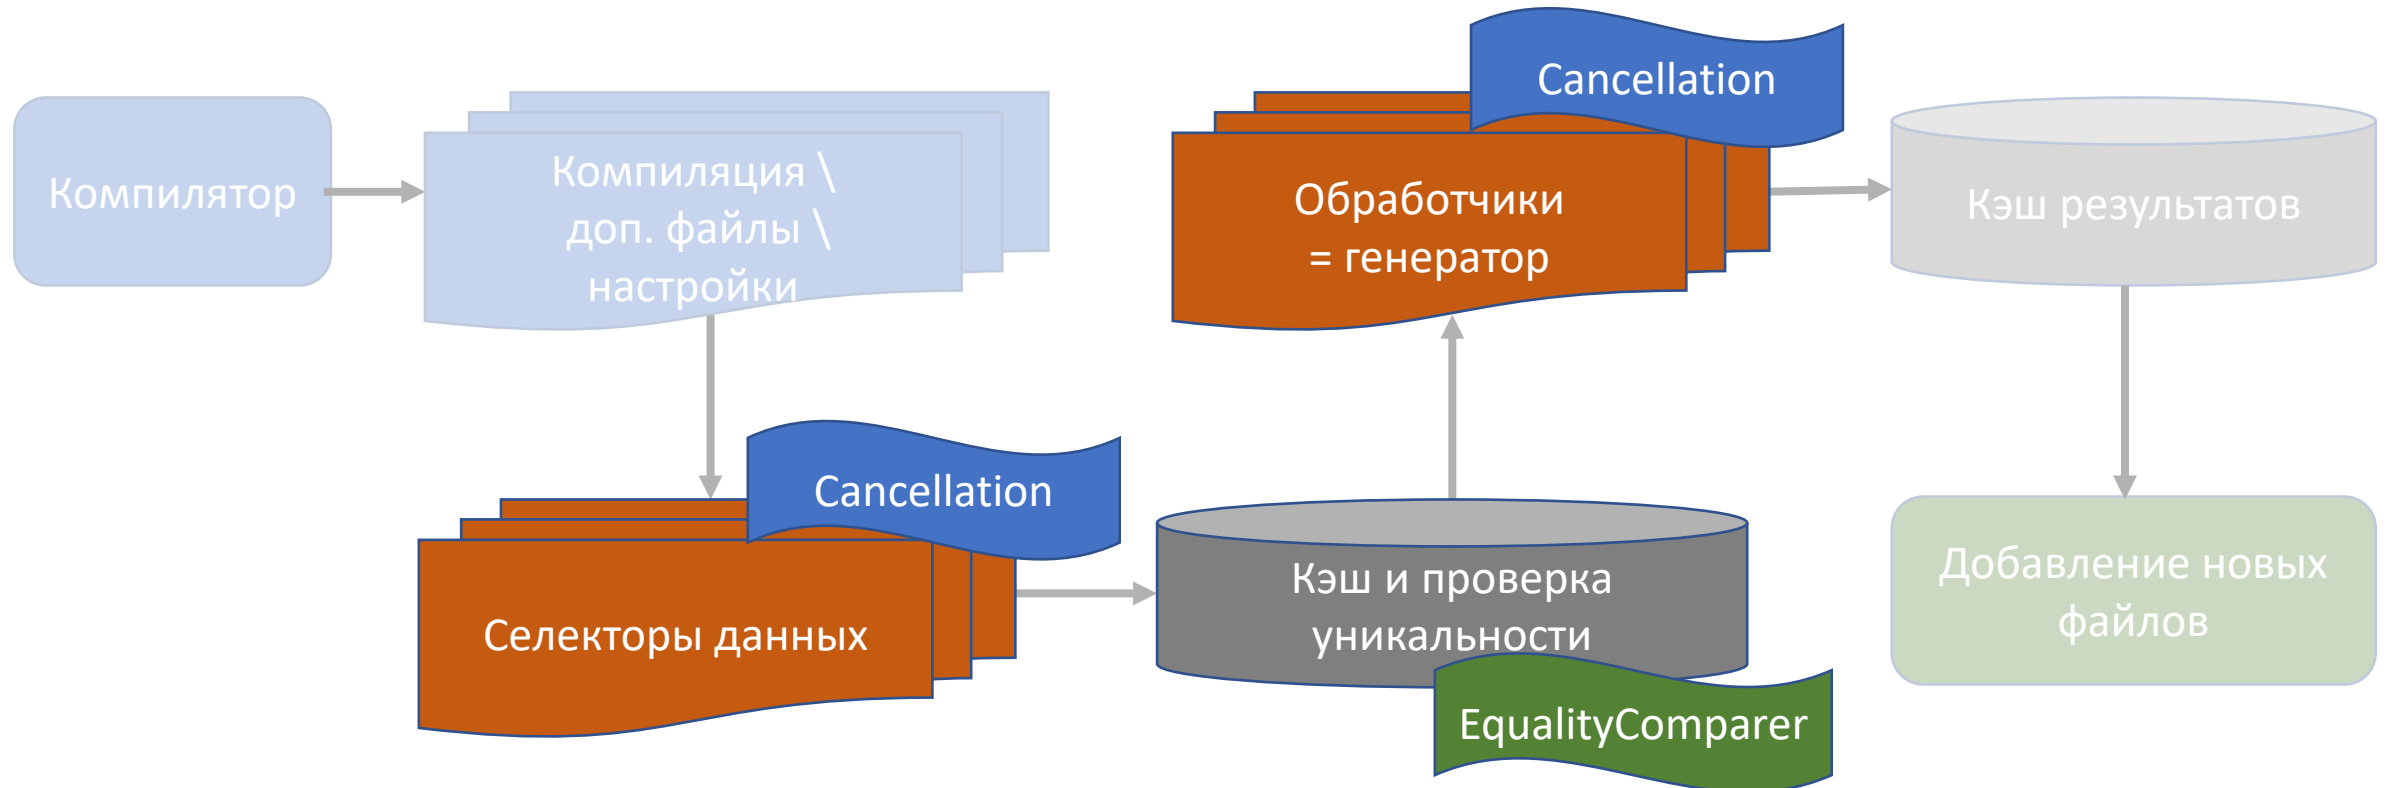 Компилятор
Компиляция \
доп. файлы \
настройки
Cancellation
Обработчики
= генератор
Кэш результатов
Cancellation
Селекторы данных
Кэш и проверка
уникальности
EqualityComparer
Добавление новых
файлов